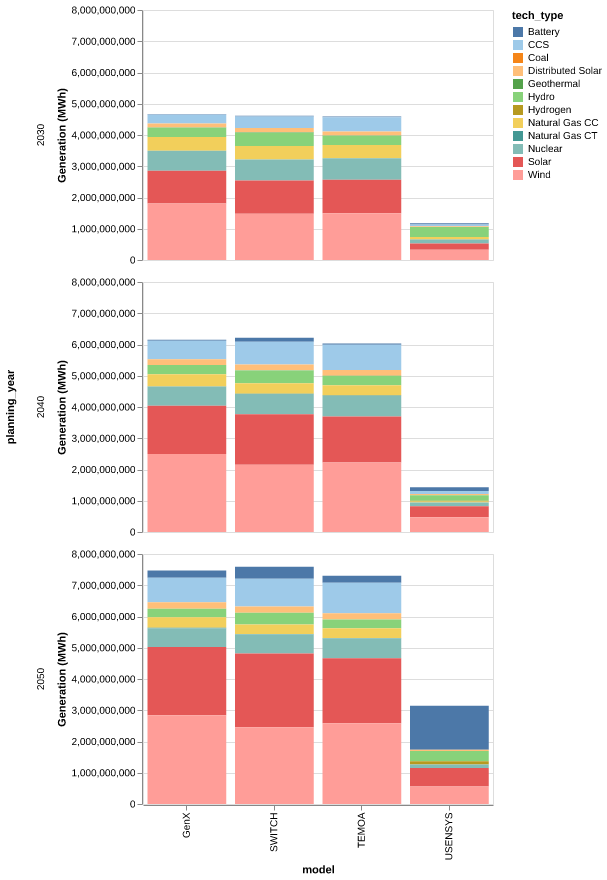 tech_type
Battery
CCS
Coal
Distributed Solar
Geothermal
Hydro
Hydrogen
Natural Gas CC
Natural Gas CT
Nuclear
Solar
Wind
planning_year
2030
Generation (MWh)
8,000,000,000
7,000,000,000
6,000,000,000
5,000,000,000
4,000,000,000
3,000,000,000
2,000,000,000
1,000,000,000
0
2040
Generation (MWh)
8,000,000,000
7,000,000,000
6,000,000,000
5,000,000,000
4,000,000,000
3,000,000,000
2,000,000,000
1,000,000,000
0
2050
Generation (MWh)
8,000,000,000
7,000,000,000
6,000,000,000
5,000,000,000
4,000,000,000
3,000,000,000
2,000,000,000
1,000,000,000
0
GenX
SWITCH
TEMOA
USENSYS
model